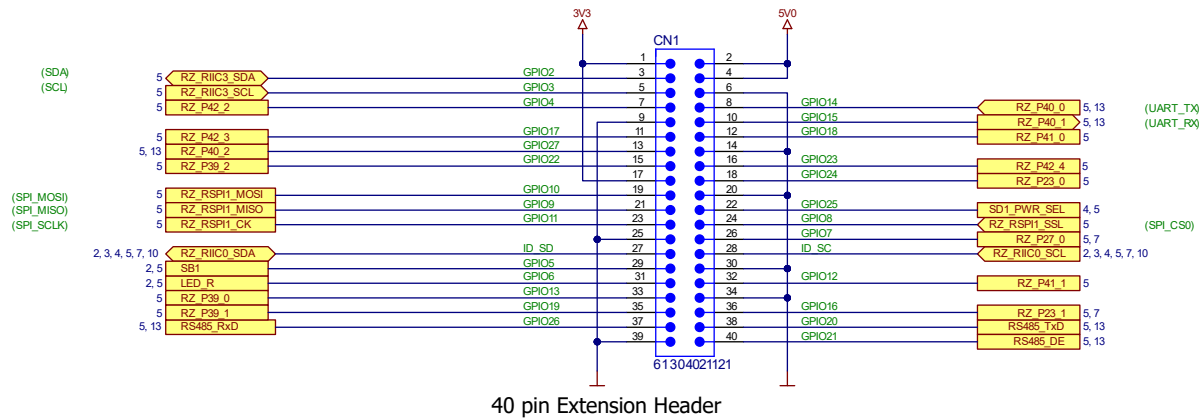 3V3 5V0
CN1
1 2
(SDA) 5 RZ_RIIC3_SDA GPIO2 3 4
(SCL) 5 RZ_RIIC3_SCL GPIO3 5 6
5 RZ_P42_2 GPIO4 7 8 GPIO14 RZ_P40_0 5, 13 (UART_TX)
9 10 GPIO15 RZ_P40_1 5, 13 (UART_RX)
5 RZ_P42_3 GPIO17 11 12 GPIO18 RZ_P41_0 5
5, 13 RZ_P40_2 GPIO27 13 14
5 RZ_P39_2 GPIO22 15 16 GPIO23 RZ_P42_4 5
17 18 GPIO24 RZ_P23_0 5
(SPI_MOSI) 5 RZ_RSPI1_MOSI GPIO10 19 20
(SPI_MISO) 5 RZ_RSPI1_MISO GPIO9 21 22 GPIO25 SD1_PWR_SEL 4, 5
(SPI_SCLK) 5 RZ_RSPI1_CK GPIO11 23 24 GPIO8 RZ_RSPI1_SSL 5 (SPI_CS0)
25 26 GPIO7 RZ_P27_0 5, 7
2, 3, 4, 5, 7, 10 RZ_RIIC0_SDA ID_SD 27 28 ID_SC RZ_RIIC0_SCL 2, 3, 4, 5, 7, 10
2, 5 SB1 GPIO5 29 30
2, 5 LED_R GPIO6 31 32 GPIO12 RZ_P41_1 5
5 RZ_P39_0 GPIO13 33 34
5 RZ_P39_1 GPIO19 35 36 GPIO16 RZ_P23_1 5, 7
5, 13 RS485_RxD GPIO26 37 38 GPIO20 RS485_TxD 5, 13
39 40 GPIO21 RS485_DE 5, 13
61304021121
40 pin Extension Header